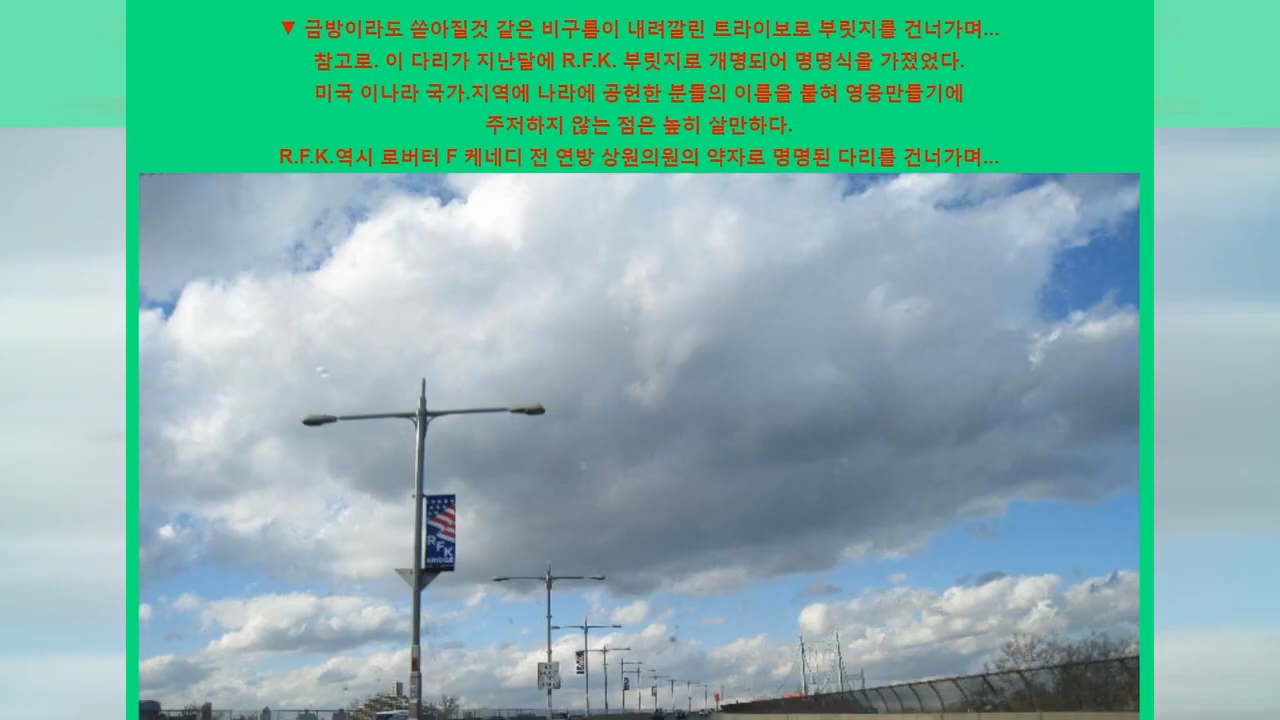 ▼ 금방이라도 쏟아질것 같은 비구름이 내려깔린 트라이보로 부릿지를 건너가며...
참고로. 이 다리가 지난달에 R.F.K. 부릿지로 개명되어 명명식을 가졌었다.
미국 이나라 국가.지역에 나라에 공헌한 분들의 이름을 붙혀 영웅만들기에
주저하지 않는 점은 높히 살만하다.
R.F.K.역시 로버터 F 케네디 전 연방 상원의원의 약자로 명명된 다리를 건너가며...
RFK
BRIDGE